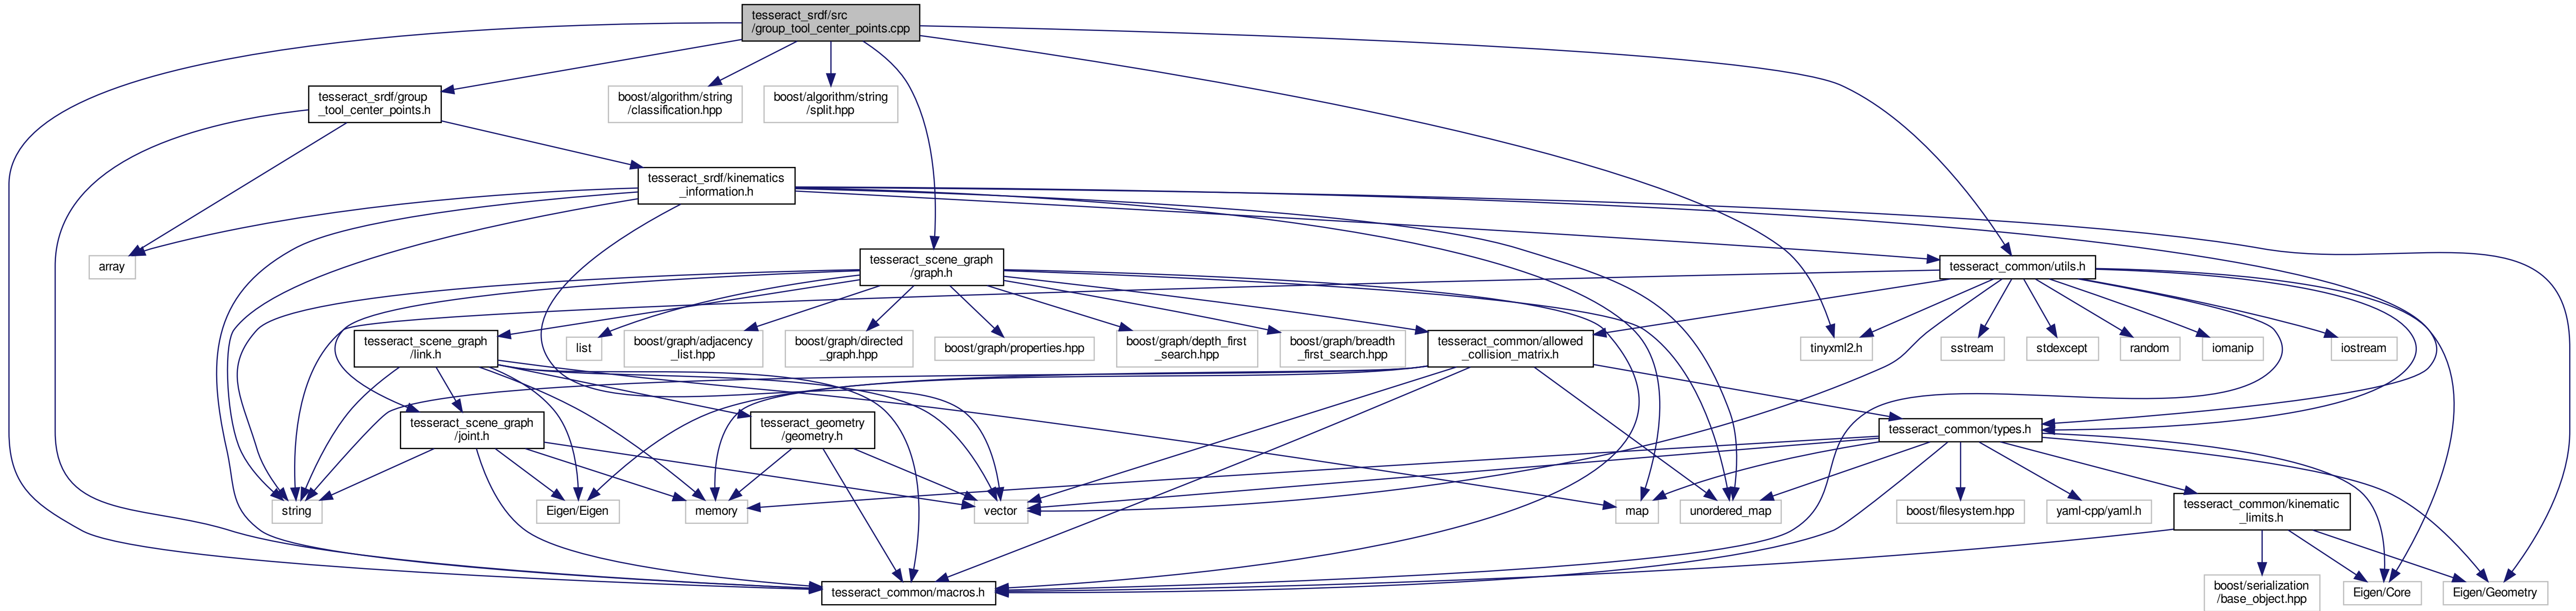 tesseract_srdf/src
/group_tool_center_points.cpp
tesseract_srdf/group
_tool_center_points.h
boost/algorithm/string
/classification.hpp
boost/algorithm/string
/split.hpp
tesseract_srdf/kinematics
_information.h
array
tesseract_scene_graph
/graph.h
tesseract_common/utils.h
tesseract_scene_graph
/link.h
list
boost/graph/adjacency
_list.hpp
boost/graph/directed
_graph.hpp
boost/graph/properties.hpp
boost/graph/depth_first
_search.hpp
boost/graph/breadth
_first_search.hpp
tesseract_common/allowed
_collision_matrix.h
tinyxml2.h
sstream
stdexcept
random
iomanip
iostream
tesseract_scene_graph
/joint.h
tesseract_geometry
/geometry.h
tesseract_common/types.h
string
Eigen/Eigen
memory
vector
map
unordered_map
boost/filesystem.hpp
yaml-cpp/yaml.h
tesseract_common/kinematic
_limits.h
tesseract_common/macros.h
boost/serialization
/base_object.hpp
Eigen/Core
Eigen/Geometry